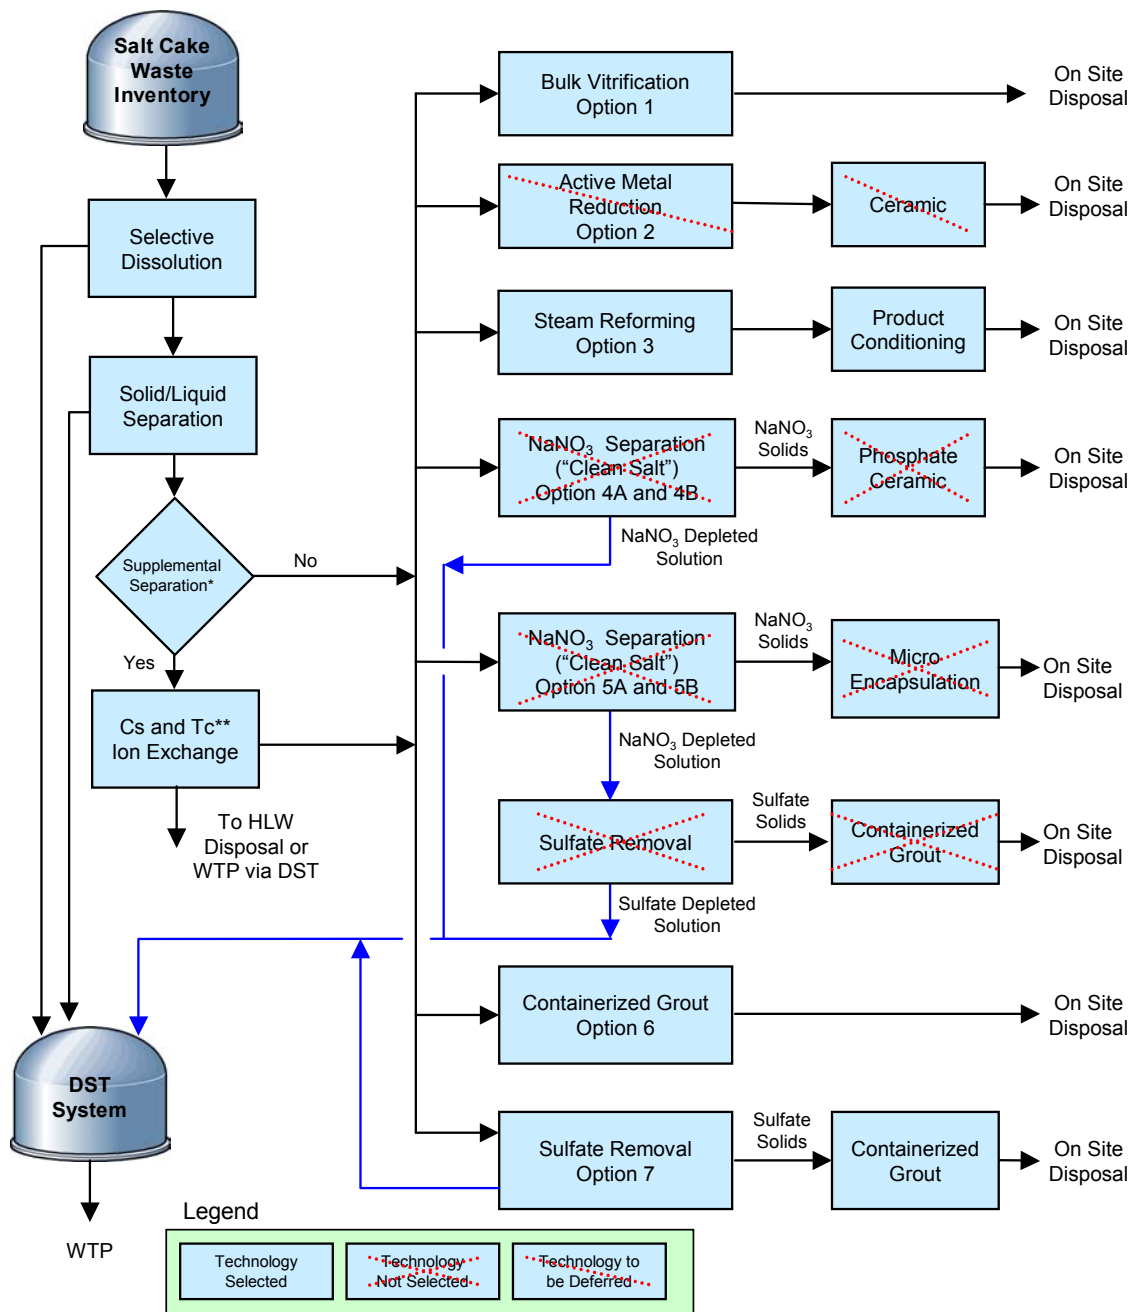 Salt Cake
Waste
Inventory
Bulk Vitrification
Option 1
On Site
Disposal
Active Metal
Reduction
Option 2
Ceramic
On Site
Disposal
Selective
Dissolution
Steam Reforming
Option 3
Product
Conditioning
On Site
Disposal
Solid/Liquid
Separation
NaNO₃ Separation
(“Clean Salt”)
Option 4A and 4B
NaNO₃
Solids
Phosphate
Ceramic
On Site
Disposal
NaNO₃ Depleted
Solution
Supplemental
Separation*
No
Yes
NaNO₃ Separation
(“Clean Salt”)
Option 5A and 5B
NaNO₃
Solids
Micro
Encapsulation
On Site
Disposal
Cs and Tc**
Ion Exchange
NaNO₃ Depleted
Solution
To HLW
Disposal or
WTP via DST
Sulfate Removal
Sulfate
Solids
Containerized
Grout
On Site
Disposal
Sulfate Depleted
Solution
Containerized Grout
Option 6
On Site
Disposal
DST
System
Sulfate Removal
Option 7
Sulfate
Solids
Containerized
Grout
On Site
Disposal
WTP
Legend
Technology
Selected
Technology
Not Selected
Technology to
be Deferred